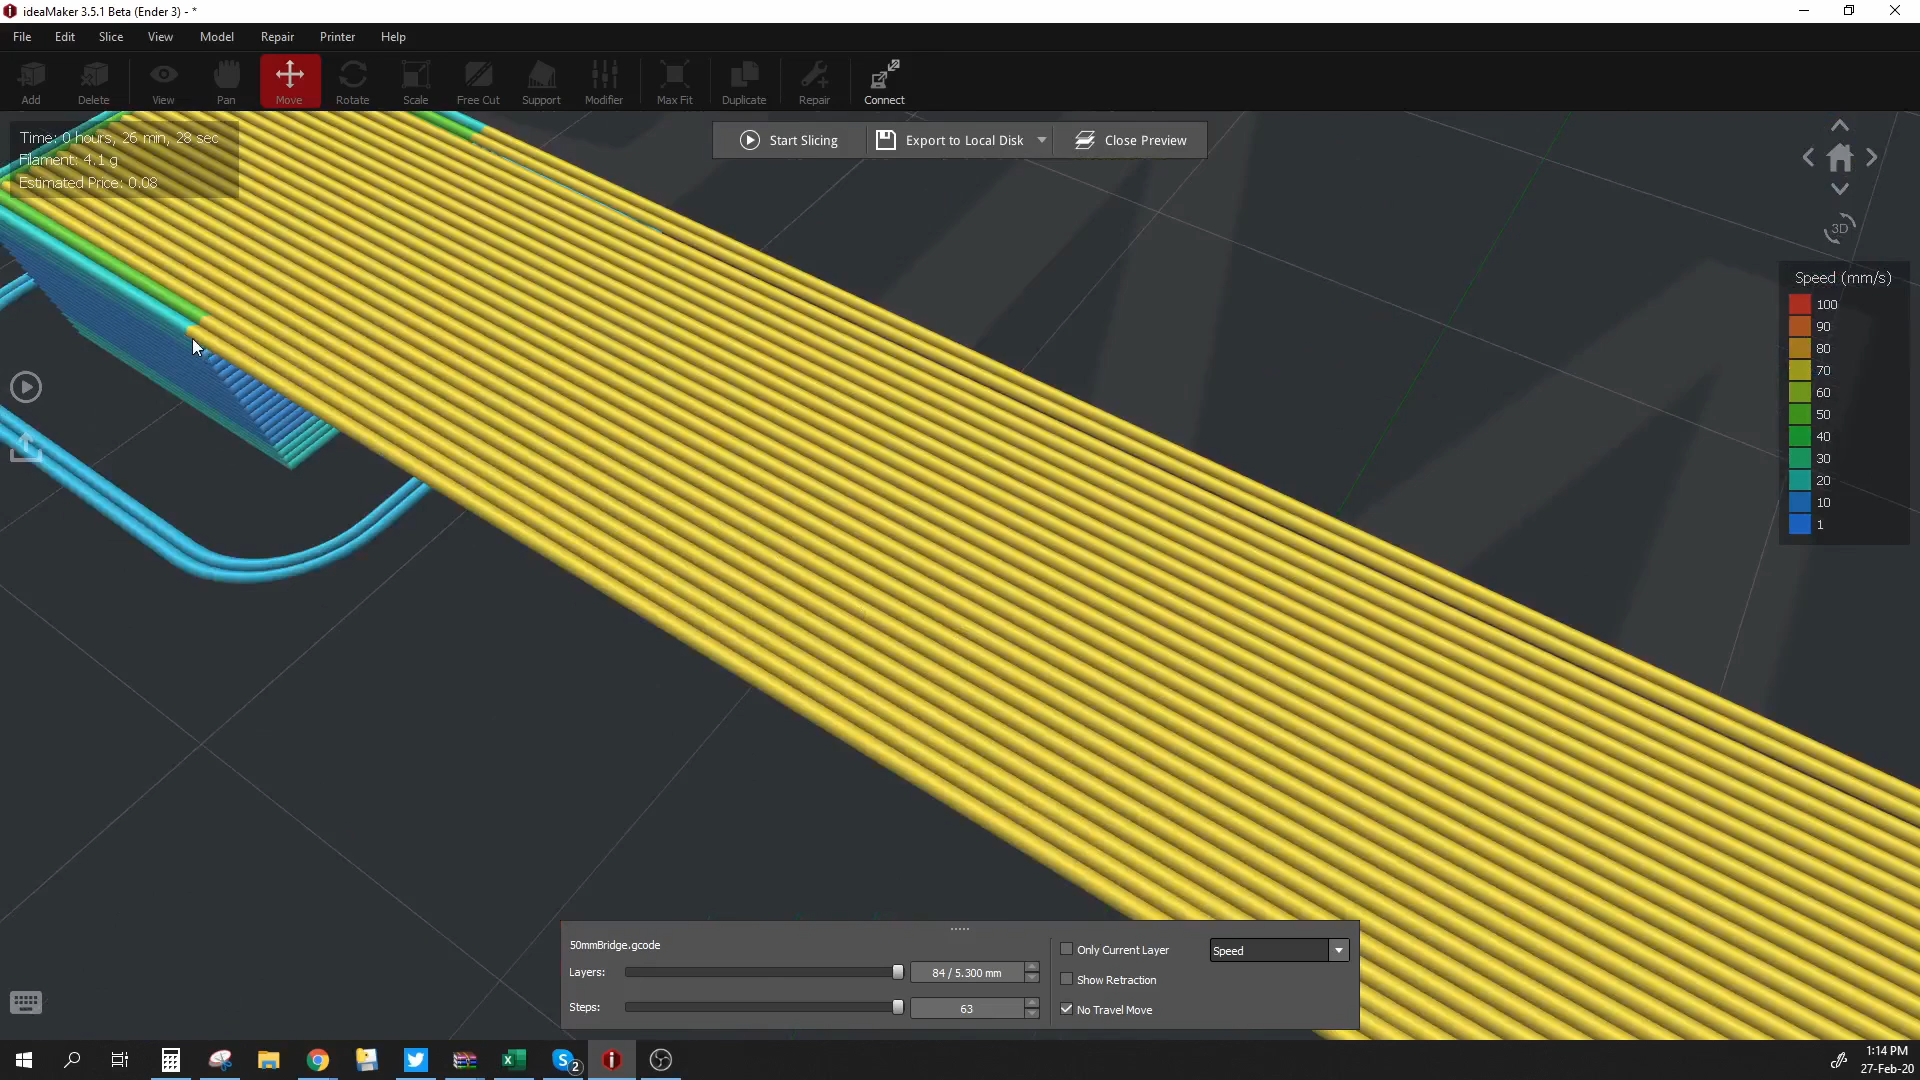 ideaMaker 3.5.1 Beta (Ender 3) - *
File Edit Slice View Model Repair Printer Help
Add Delete View Pan Move Rotate Scale Free Cut Support Modifier Max Fit Duplicate Repair Connect
Time: 0 hours, 26 min, 28 sec
Filament: 4.1 g
Estimated Price: 0.08
Start Slicing Export to Local Disk Close Preview
3D
Speed (mm/s)
100
90
80
70
60
50
40
30
20
10
1
50mmBridge.gcode
Layers: 84 / 5.300 mm
Steps: 63
Only Current Layer
Show Retraction
No Travel Move
Speed
2
1:14 PM
27-Feb-20